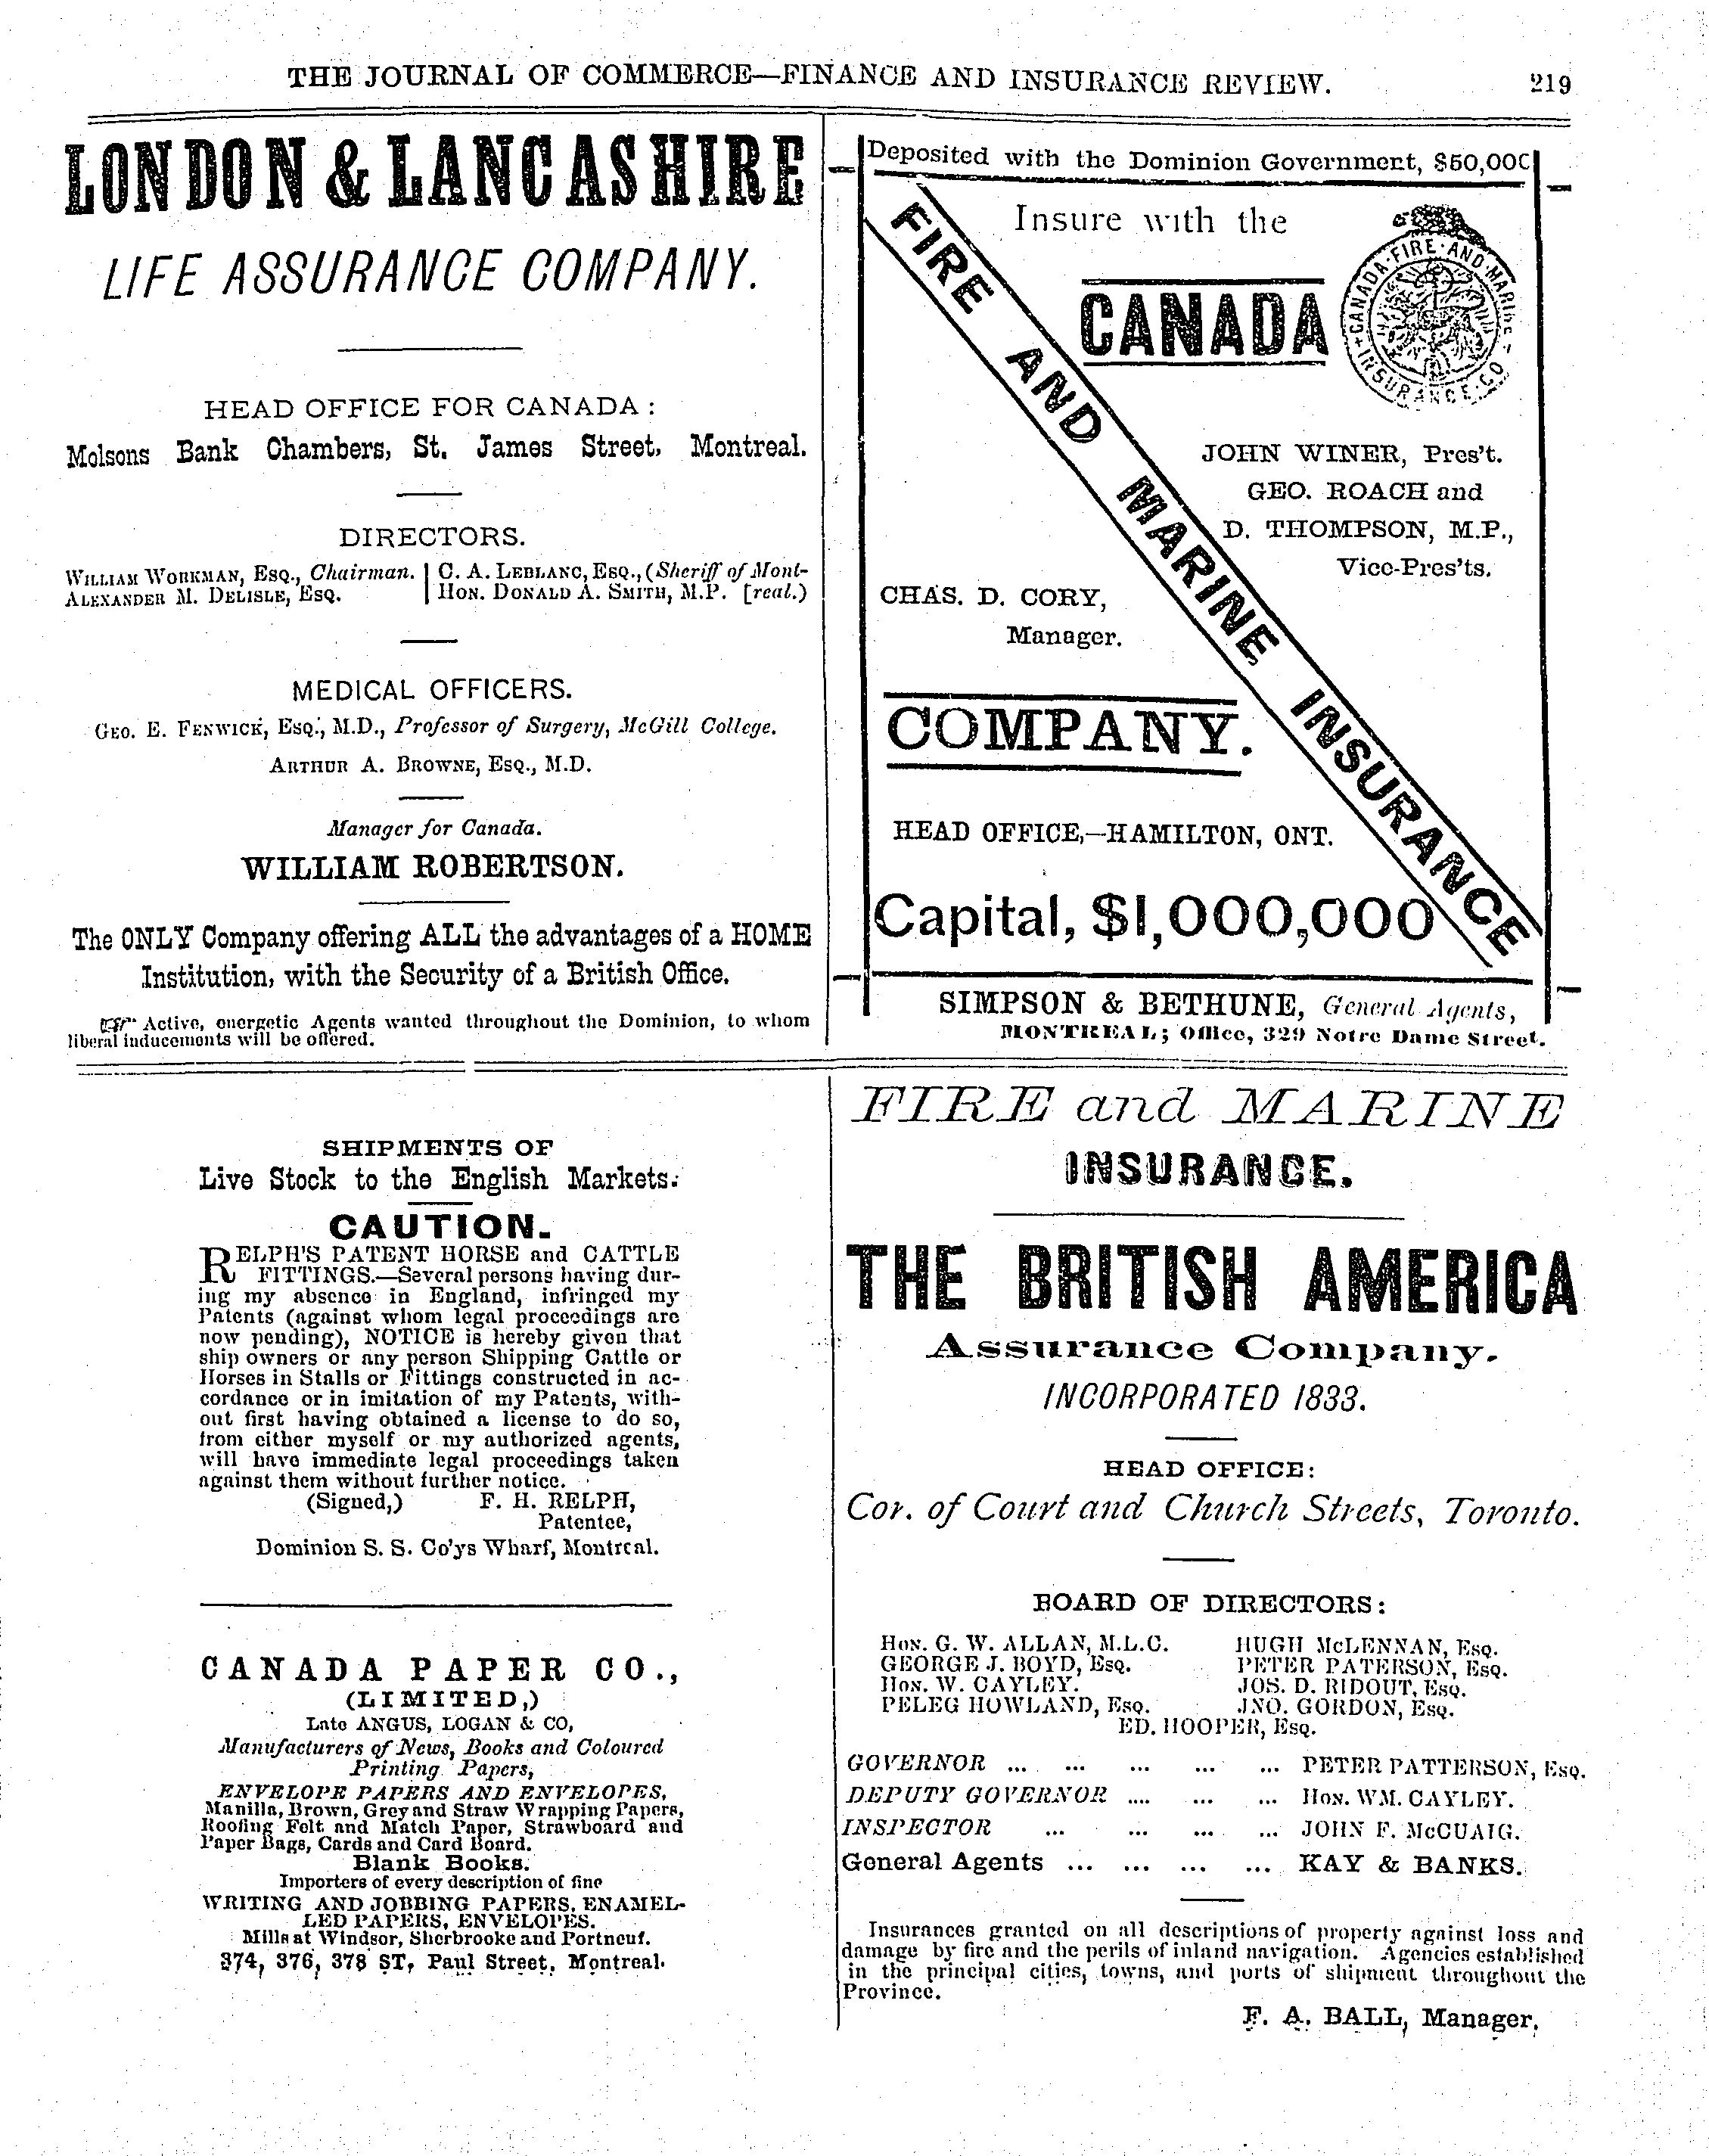 THE JOURNAL OF COMMERCE—FINANCE AND INSURANCE REVIEW. 219
LONDON & LANCASHIRE
LIFE ASSURANCE COMPANY.
HEAD OFFICE FOR CANADA:
Molsons Bank Chambers, St. James Street, Montreal.
DIRECTORS.
WILLIAM WORKMAN, ESQ., Chairman. | C. A. LEBLANC, ESQ., (Sheriff of Mont-
ALEXANDER M. DELISLE, ESQ. | HON. DONALD A. SMITH, M.P. [real.)
MEDICAL OFFICERS.
GEO. E. FENWICK, ESQ., M.D., Professor of Surgery, McGill College.
ARTHUR A. BROWNE, ESQ., M.D.
Manager for Canada.
WILLIAM ROBERTSON.
The ONLY Company offering ALL the advantages of a HOME
Institution, with the Security of a British Office.
☞ Active, energetic Agents wanted throughout the Dominion, to whom
liberal inducements will be offered.
Deposited with the Dominion Government, $50,000
Insure with the
CANADA
CANADA·FIRE·AND·MARINE
INSURANCE·CO
FIRE AND MARINE INSURANCE
JOHN WINER, Pres't.
GEO. ROACH and
D. THOMPSON, M.P.,
Vice-Pres'ts.
CHAS. D. CORY,
Manager.
COMPANY.
HEAD OFFICE,—HAMILTON, ONT.
Capital, $1,000,000
SIMPSON & BETHUNE, General Agents,
MONTREAL; Office, 329 Notre Dame Street.
SHIPMENTS OF
Live Stock to the English Markets.
CAUTION.
RELPH'S PATENT HORSE and CATTLE
FITTINGS.—Several persons having dur-
ing my absence in England, infringed my
Patents (against whom legal proceedings are
now pending), NOTICE is hereby given that
ship owners or any person Shipping Cattle or
Horses in Stalls or Fittings constructed in ac-
cordance or in imitation of my Patents, with-
out first having obtained a license to do so,
from either myself or my authorized agents,
will have immediate legal proceedings taken
against them without further notice.
(Signed,) F. H. RELPH,
Patentee,
Dominion S. S. Co'ys Wharf, Montreal.
CANADA PAPER CO.,
(LIMITED,)
Late ANGUS, LOGAN & CO,
Manufacturers of News, Books and Coloured
Printing Papers,
ENVELOPE PAPERS AND ENVELOPES,
Manilla, Brown, Grey and Straw Wrapping Papers,
Roofing Felt and Match Paper, Strawboard and
Paper Bags, Cards and Card Board.
Blank Books.
Importers of every description of fine
WRITING AND JOBBING PAPERS, ENAMEL-
LED PAPERS, ENVELOPES.
Mills at Windsor, Sherbrooke and Portneuf.
374, 376, 378 ST, Paul Street, Montreal.
FIRE and MARINE
INSURANCE.
THE BRITISH AMERICA
Assurance Company.
INCORPORATED 1833.
HEAD OFFICE:
Cor. of Court and Church Streets, Toronto.
BOARD OF DIRECTORS:
HON. G. W. ALLAN, M.L.C. HUGH McLENNAN, ESQ.
GEORGE J. BOYD, ESQ. PETER PATERSON, ESQ.
HON. W. CAYLEY. JOS. D. RIDOUT, ESQ.
PELEG HOWLAND, ESQ. JNO. GORDON, ESQ.
ED. HOOPER, ESQ.
GOVERNOR ... ... ... ... ... PETER PATTERSON, ESQ.
DEPUTY GOVERNOR .... ... ... HON. WM. CAYLEY.
INSPECTOR ... ... ... ... JOHN F. McCUAIG.
General Agents ... ... ... ... KAY & BANKS.
Insurances granted on all descriptions of property against loss and
damage by fire and the perils of inland navigation. Agencies established
in the principal cities, towns, and ports of shipment throughout the
Province.
F. A. BALL, Manager.